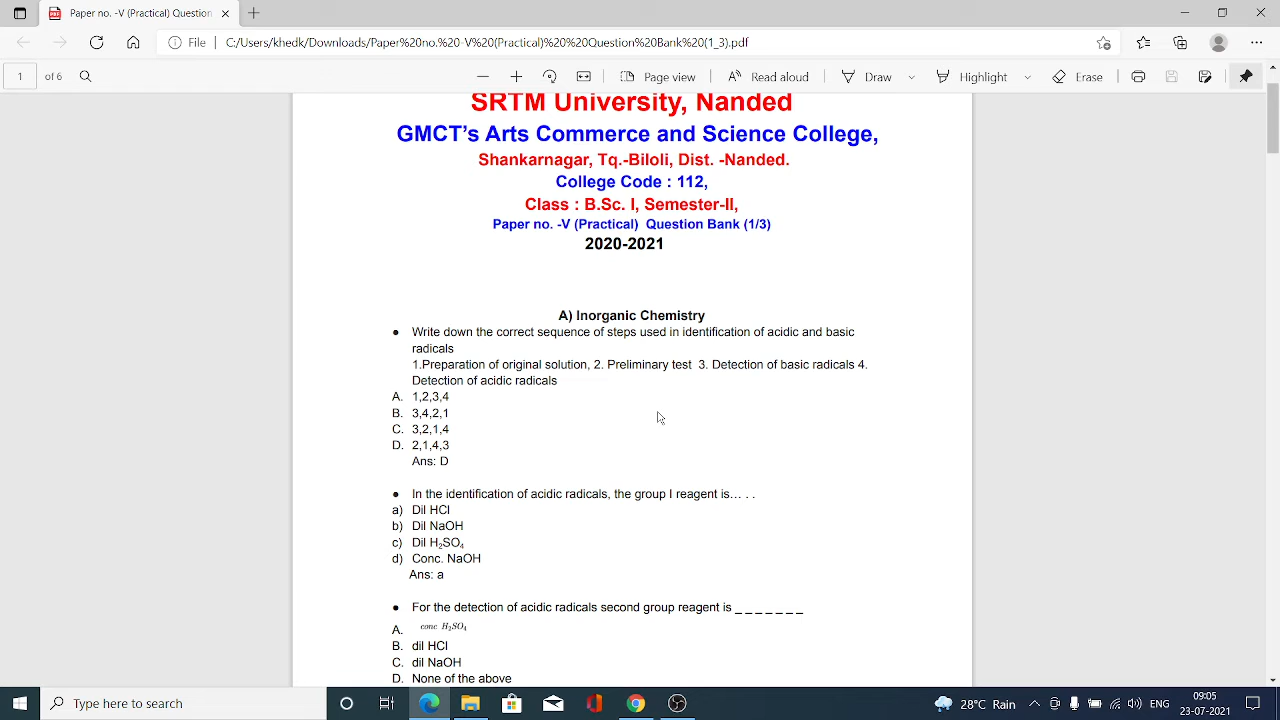 Paper no. -V (Practical) Question
File
C:/Users/khedk/Downloads/Paper%20no.%20-V%20(Practical)%20%20Question%20Bank%20(1_3).pdf
1 of 6
Page view
Read aloud
Draw
Highlight
Erase
SRTM University, Nanded
GMCT’s Arts Commerce and Science College,
Shankarnagar, Tq.-Biloli, Dist. -Nanded.
College Code : 112,
Class : B.Sc. I, Semester-II,
Paper no. -V (Practical) Question Bank (1/3)
2020-2021
A) Inorganic Chemistry
● Write down the correct sequence of steps used in identification of acidic and basic
radicals
1.Preparation of original solution, 2. Preliminary test 3. Detection of basic radicals 4.
Detection of acidic radicals
A. 1,2,3,4
B. 3,4,2,1
C. 3,2,1,4
D. 2,1,4,3
Ans: D
● In the identification of acidic radicals, the group I reagent is… . .
a) Dil HCl
b) Dil NaOH
c) Dil H₂SO₄
d) Conc. NaOH
Ans: a
● For the detection of acidic radicals second group reagent is _ _ _ _ _ _ _
A. conc H₂SO₄
B. dil HCl
C. dil NaOH
D. None of the above
Type here to search
28°C Rain
ENG
09:05
23-07-2021